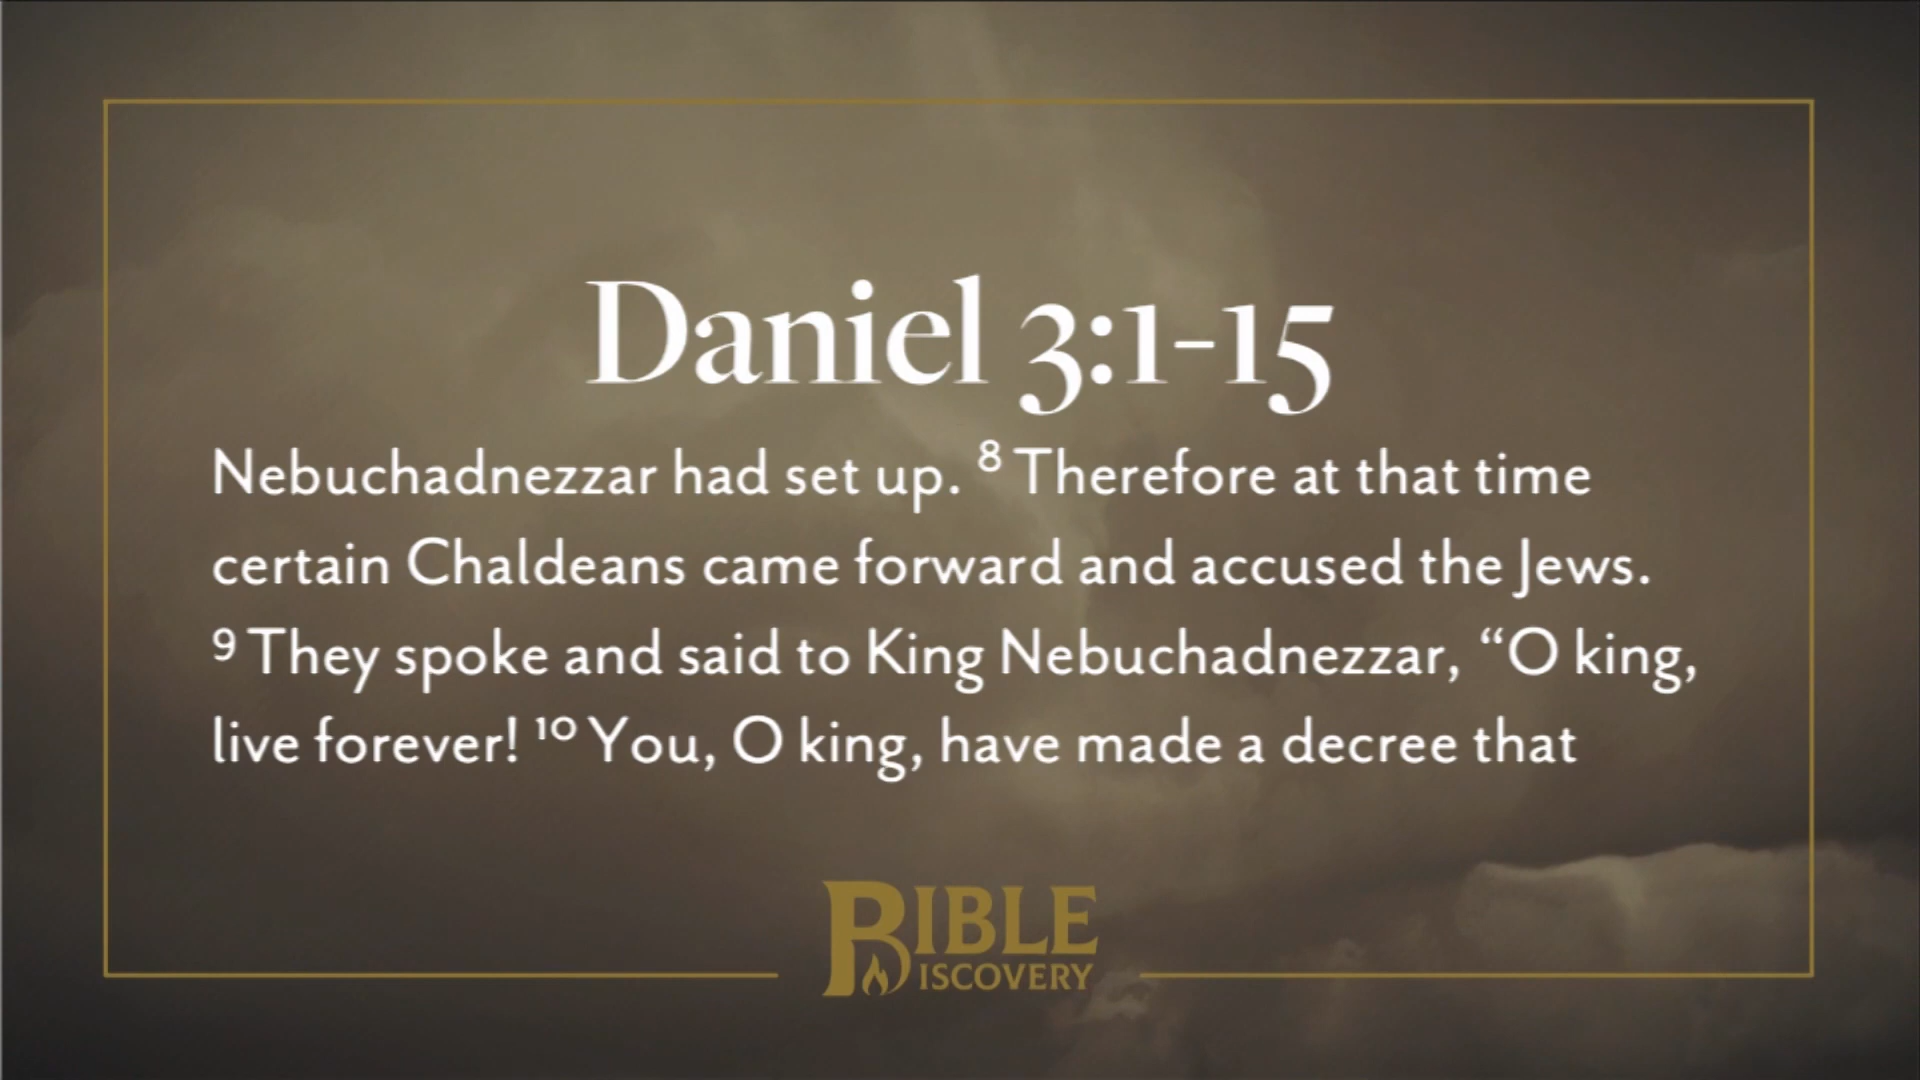 Daniel 3:1-15
Nebuchadnezzar had set up. ⁸ Therefore at that time
certain Chaldeans came forward and accused the Jews.
⁹ They spoke and said to King Nebuchadnezzar, “O king,
live forever! ¹⁰ You, O king, have made a decree that
BIBLE
DISCOVERY